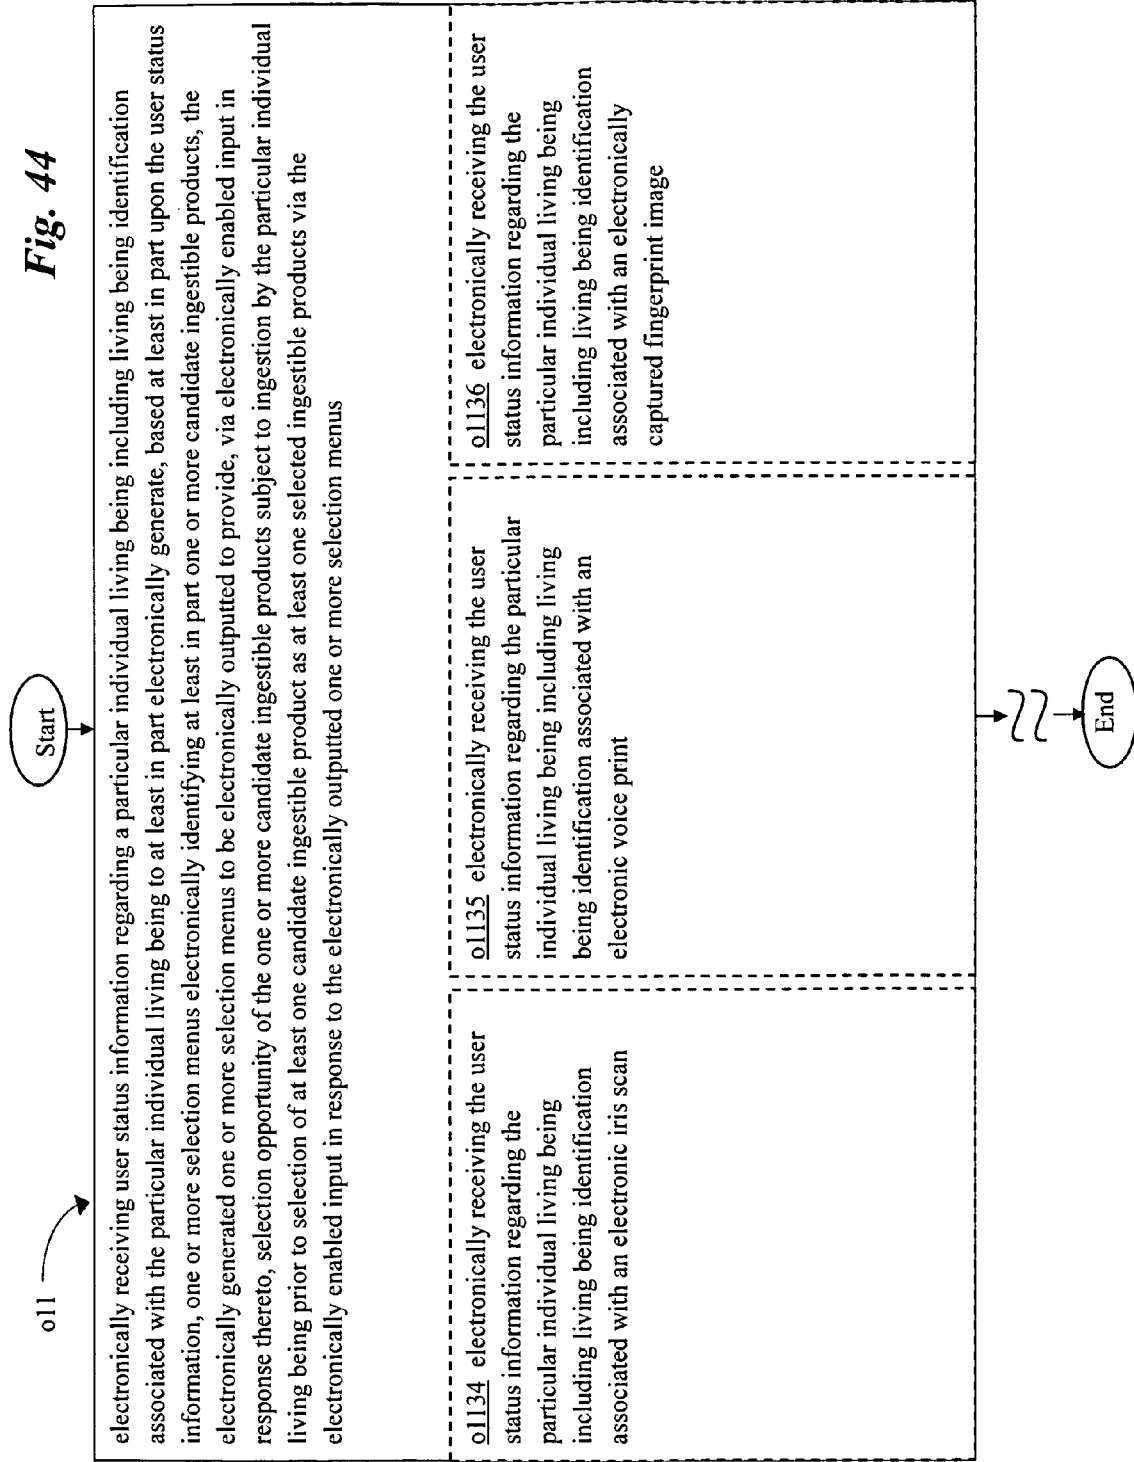 Fig. 44
Start
o11
electronically receiving user status information regarding a particular individual living being including living being identification
associated with the particular individual living being to at least in part electronically generate, based at least in part upon the user status
information, one or more selection menus electronically identifying at least in part one or more candidate ingestible products, the
electronically generated one or more selection menus to be electronically outputted to provide, via electronically enabled input in
response thereto, selection opportunity of the one or more candidate ingestible products subject to ingestion by the particular individual
living being prior to selection of at least one candidate ingestible product as at least one selected ingestible products via the
electronically enabled input in response to the electronically outputted one or more selection menus
o1134 electronically receiving the user
status information regarding the
particular individual living being
including living being identification
associated with an electronic iris scan
o1135 electronically receiving the user
status information regarding the particular
individual living being including living
being identification associated with an
electronic voice print
o1136 electronically receiving the user
status information regarding the
particular individual living being
including living being identification
associated with an electronically
captured fingerprint image
End